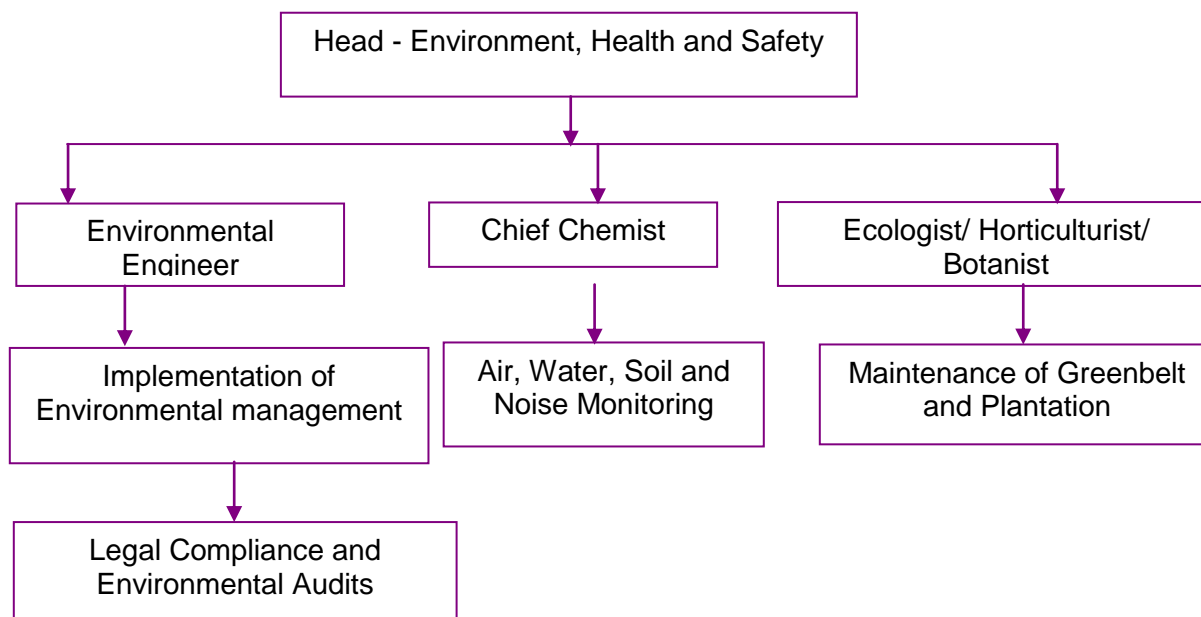 Head - Environment, Health and Safety
Environmental
Engineer
Chief Chemist
Ecologist/ Horticulturist/
Botanist
Implementation of
Environmental management
Air, Water, Soil and
Noise Monitoring
Maintenance of Greenbelt
and Plantation
Legal Compliance and
Environmental Audits